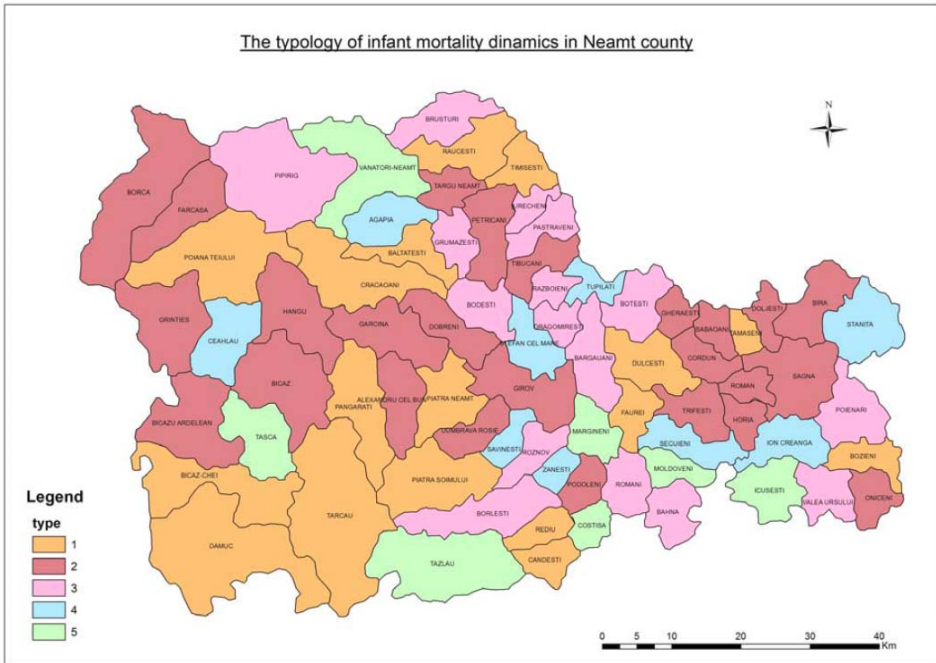 The typology of infant mortality dinamics in Neamt county
N
BRUSTURI
RAUCESTI
TIMISESTI
VANATORI-NEAMT
PIPIRIG
TARGU NEAMT
BORCA
FARCASA
AGAPIA
PETRICANI
URECHENI
PASTRAVENI
GRUMAZESTI
BALTATESTI
POIANA TEIULUI
TIBUCANI
CRACAOANI
RAZBOIENI
TUPILATI
BODESTI
BOTESTI
BIRA
DOLJESTI
GRINTIES
HANGU
GHERAESTI
GARCINA
DOBRENI
DRAGOMIRESTI
SABAOANI
TAMASENI
STANITA
CEAHLAU
STEFAN CEL MARE
BARGAUANI
CORDUN
DULCESTI
BICAZ
GIROV
SAGNA
ROMAN
ALEXANDRU CEL BUN
PIATRA NEAMT
PANGARATI
POIENARI
TRIFESTI
HORIA
FAUREI
BICAZU ARDELEAN
DUMBRAVA ROSIE
MARGINENI
TASCA
SAVINESTI
ROZNOV
SECUIENI
ION CREANGA
BOZIENI
ZANESTI
MOLDOVENI
BICAZ-CHEI
PIATRA SOIMULUI
PODOLENI
ROMANI
ICUSESTI
VALEA URSULUI
ONICENI
Legend
type
1
2
3
4
5
TARCAU
BORLESTI
BAHNA
COSTISA
REDIU
DAMUC
CANDESTI
TAZLAU
0 5 10 20 30 40
Km